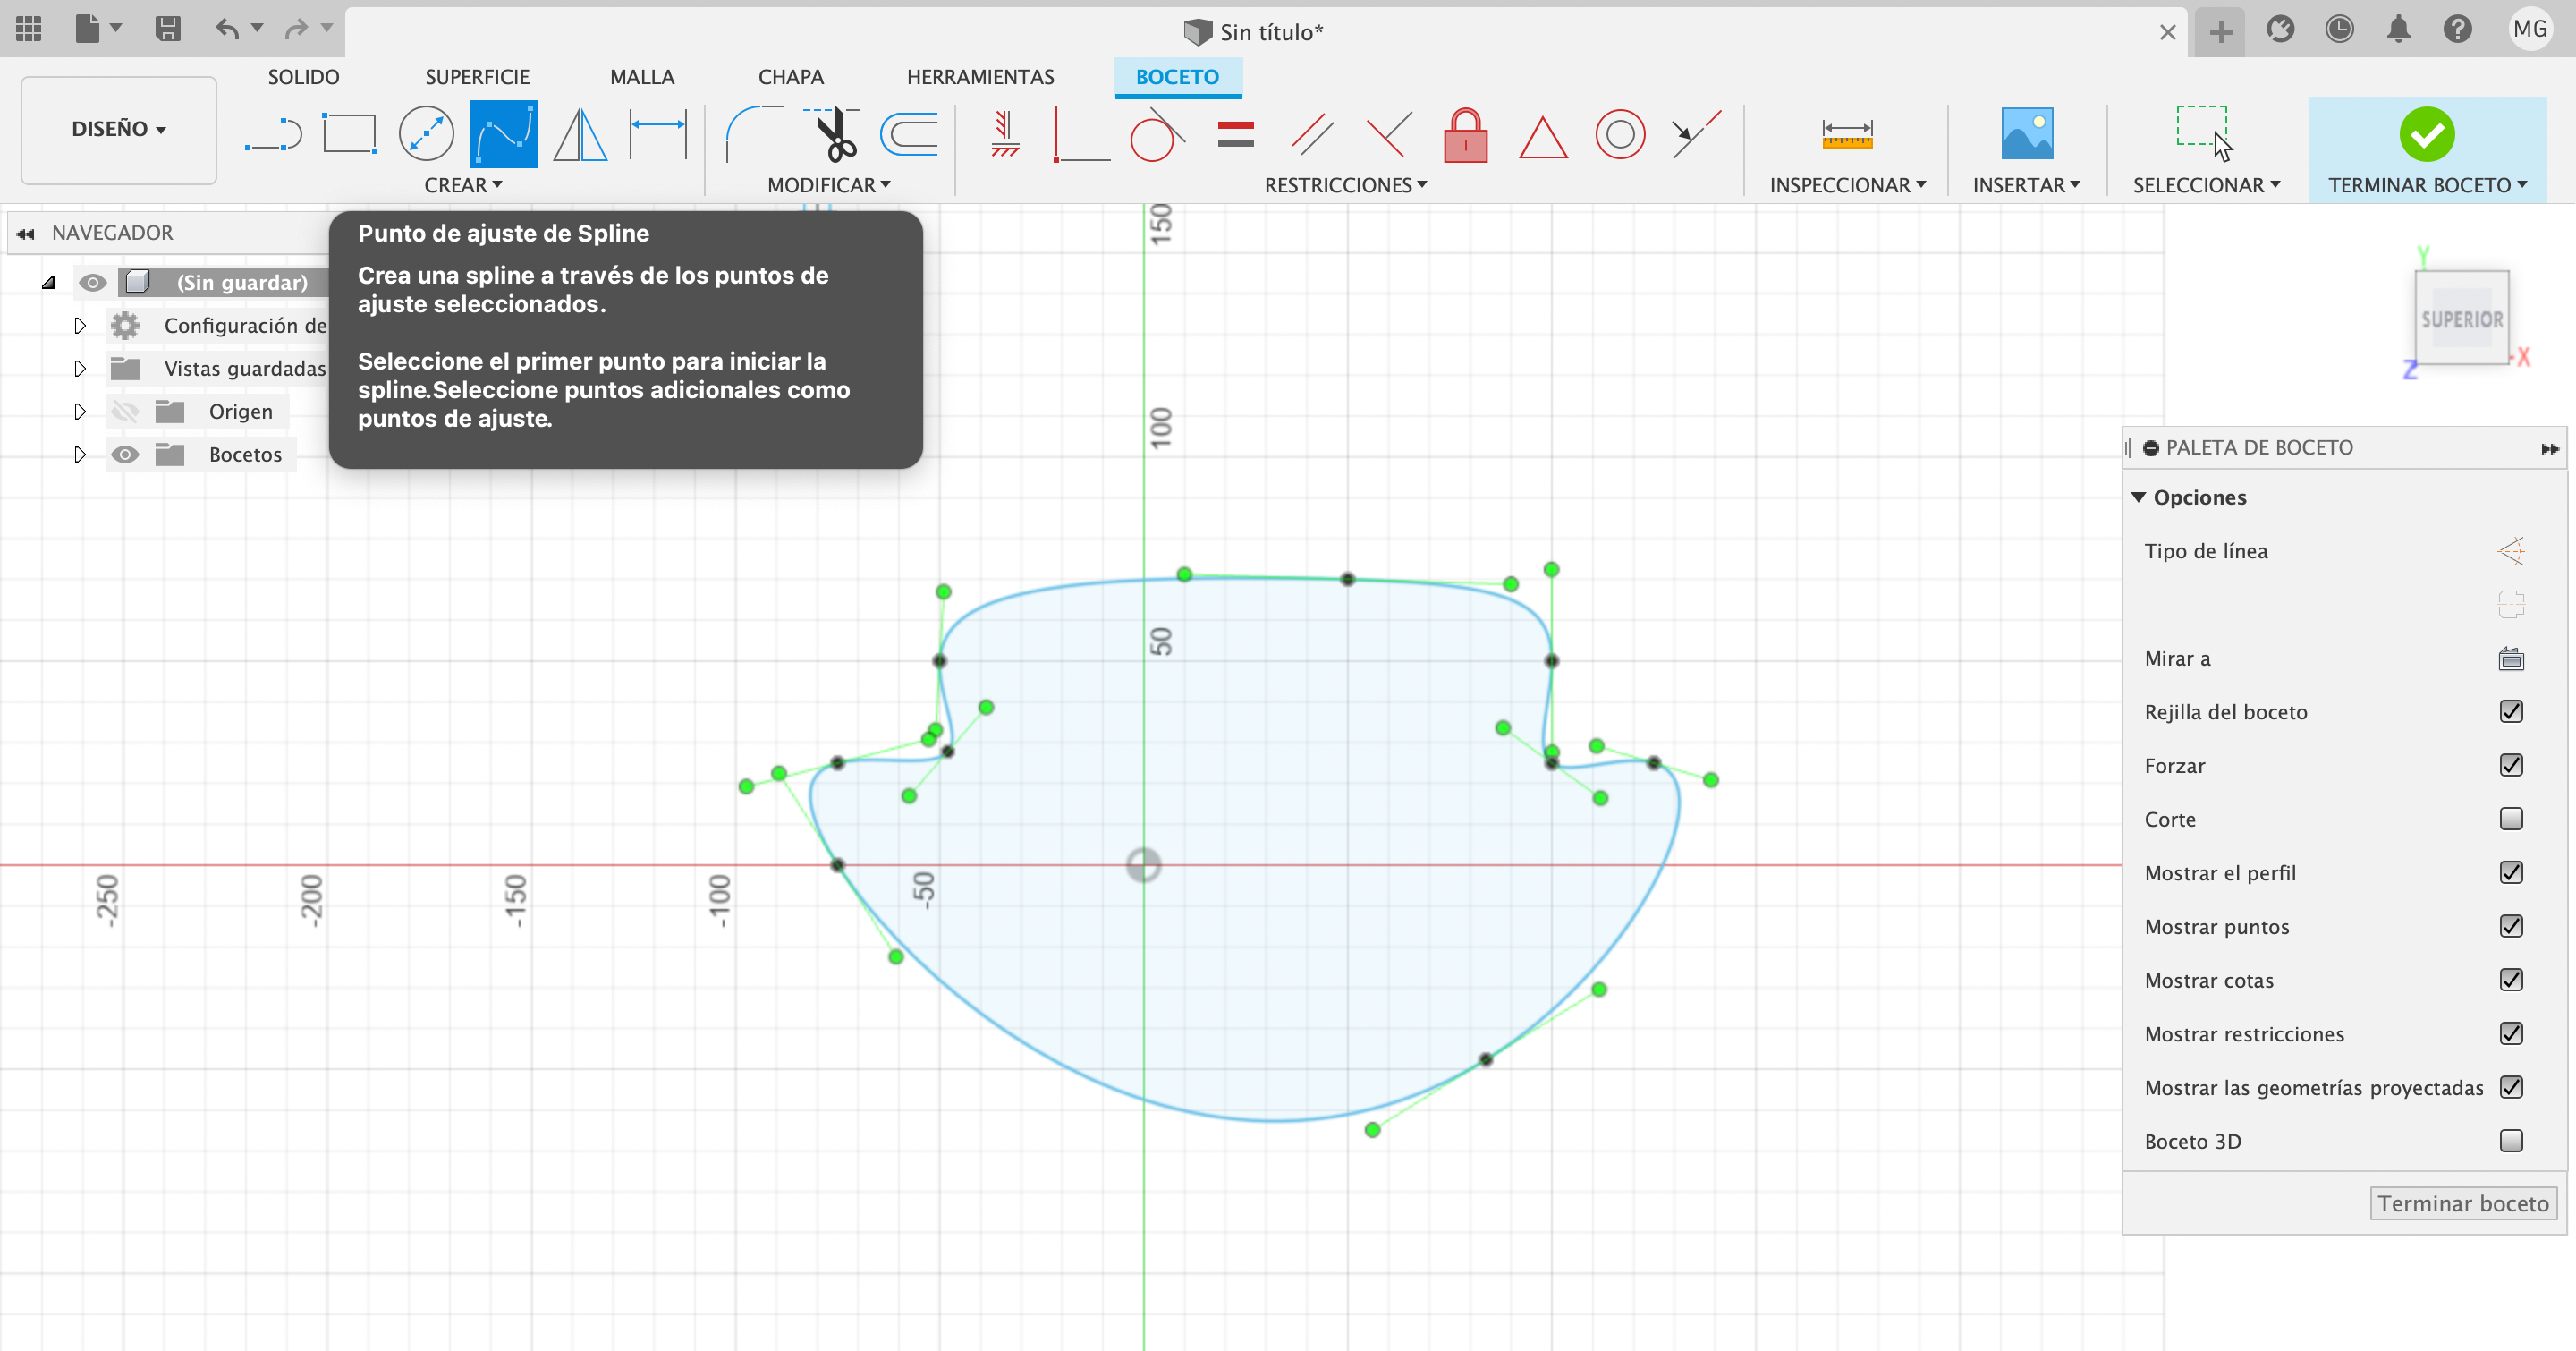 Sin título*
MG
DISEÑO
SOLIDO SUPERFICIE MALLA CHAPA HERRAMIENTAS BOCETO
CREAR MODIFICAR RESTRICCIONES INSPECCIONAR INSERTAR SELECCIONAR TERMINAR BOCETO
NAVEGADOR
(Sin guardar)
Configuración de
Vistas guardadas
Origen
Bocetos
Punto de ajuste de Spline
Crea una spline a través de los puntos de
ajuste seleccionados.
Seleccione el primer punto para iniciar la
spline.Seleccione puntos adicionales como
puntos de ajuste.
150
100
50
-250
-200
-150
-100
-50
Y
SUPERIOR
X
Z
PALETA DE BOCETO
Opciones
Tipo de línea
Mirar a
Rejilla del boceto
Forzar
Corte
Mostrar el perfil
Mostrar puntos
Mostrar cotas
Mostrar restricciones
Mostrar las geometrías proyectadas
Boceto 3D
Terminar boceto